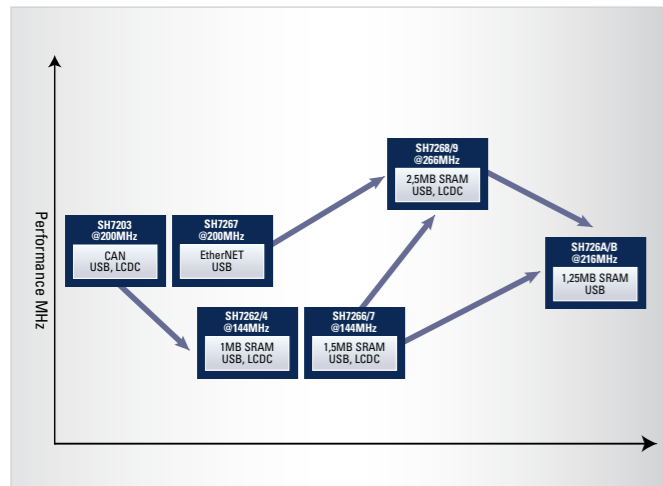 Performance MHz
SH7268/9
@266MHz
2,5MB SRAM
USB, LCDC
SH7203
@200MHz
CAN
USB, LCDC
SH7267
@200MHz
EtherNET
USB
SH726A/B
@216MHz
1,25MB SRAM
USB
SH7262/4
@144MHz
1MB SRAM
USB, LCDC
SH7266/7
@144MHz
1,5MB SRAM
USB, LCDC